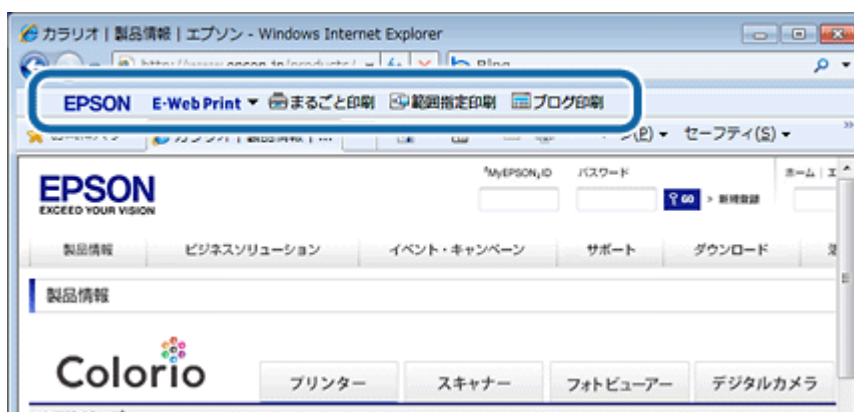 カラリオ | 製品情報 | エプソン - Windows Internet Explorer
EPSON E-Web Print まるごと印刷 範囲指定印刷 ブログ印刷
(P) セーフティ(S) »
EPSON
EXCEED YOUR VISION
MyEPSON ID パスワード ホーム
GO > 新規登録
製品情報 ビジネスソリューション イベント・キャンペーン サポート ダウンロード
製品情報
Colorio プリンター スキャナー フォトビューアー デジタルカメラ